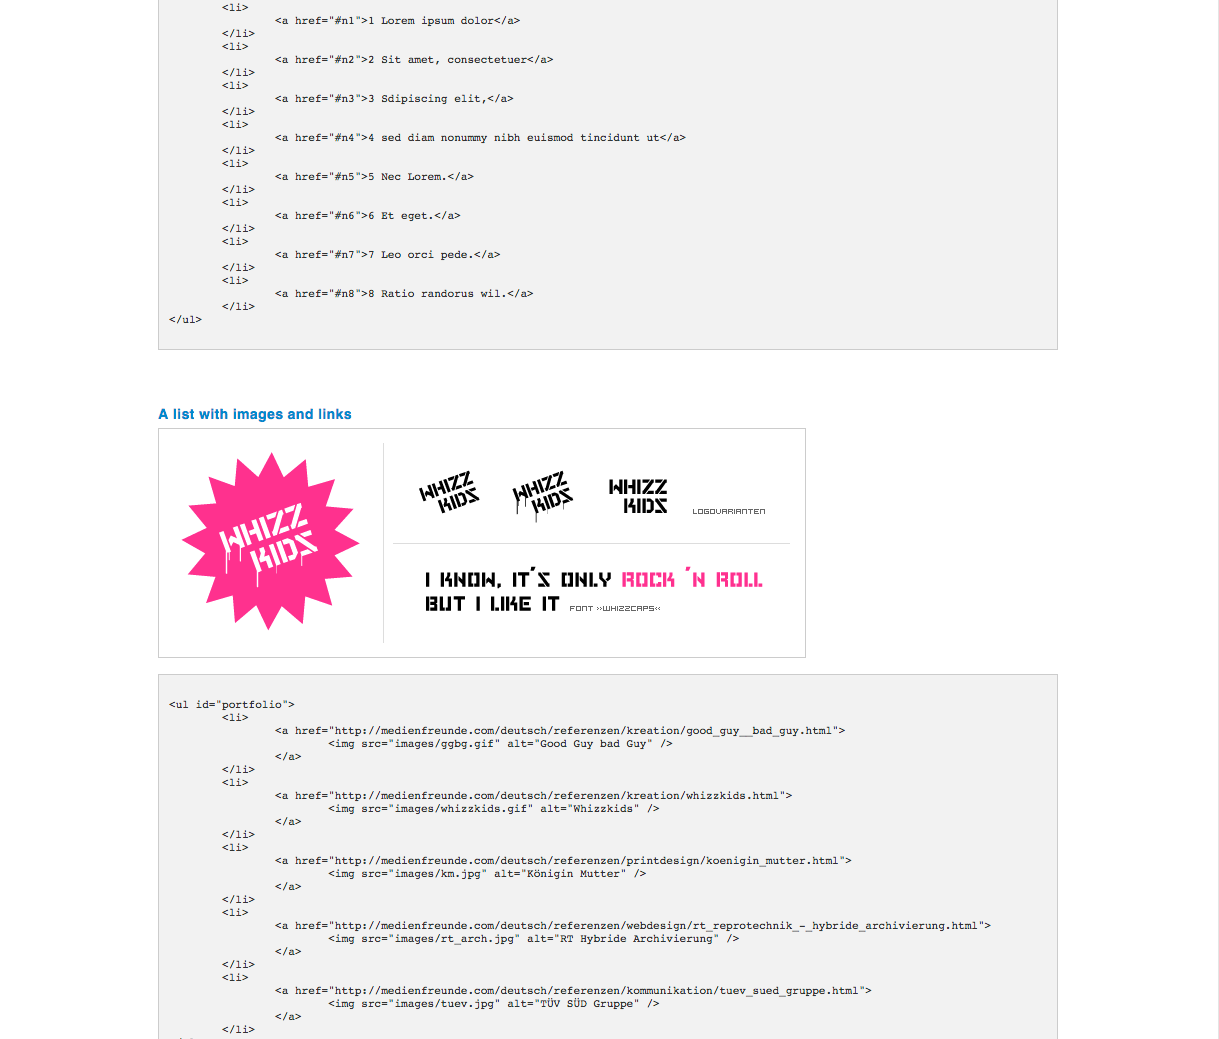 <li>
<a href="#n1">1 Lorem ipsum dolor</a>
</li>
<li>
<a href="#n2">2 Sit amet, consectetuer</a>
</li>
<li>
<a href="#n3">3 Sdipiscing elit,</a>
</li>
<li>
<a href="#n4">4 sed diam nonummy nibh euismod tincidunt ut</a>
</li>
<li>
<a href="#n5">5 Nec Lorem.</a>
</li>
<li>
<a href="#n6">6 Et eget.</a>
</li>
<li>
<a href="#n7">7 Leo orci pede.</a>
</li>
<li>
<a href="#n8">8 Ratio randorus wil.</a>
</li>
</ul>
A list with images and links
WHIZZ
KIDS
WHIZZ
KIDS
WHIZZ
KIDS
WHIZZ
KIDS
LOGOVARIANTEN
I KNOW, IT'S ONLY ROCK 'N ROLL
BUT I LIKE IT FONT >>WHIZZCAPS<<
<ul id="portfolio">
<li>
<a href="http://medienfreunde.com/deutsch/referenzen/kreation/good_guy__bad_guy.html">
<img src="images/ggbg.gif" alt="Good Guy bad Guy" />
</a>
</li>
<li>
<a href="http://medienfreunde.com/deutsch/referenzen/kreation/whizzkids.html">
<img src="images/whizzkids.gif" alt="Whizzkids" />
</a>
</li>
<li>
<a href="http://medienfreunde.com/deutsch/referenzen/printdesign/koenigin_mutter.html">
<img src="images/km.jpg" alt="Königin Mutter" />
</a>
</li>
<li>
<a href="http://medienfreunde.com/deutsch/referenzen/webdesign/rt_reprotechnik_-_hybride_archivierung.html">
<img src="images/rt_arch.jpg" alt="RT Hybride Archivierung" />
</a>
</li>
<li>
<a href="http://medienfreunde.com/deutsch/referenzen/kommunikation/tuev_sued_gruppe.html">
<img src="images/tuev.jpg" alt="TÜV SÜD Gruppe" />
</a>
</li>